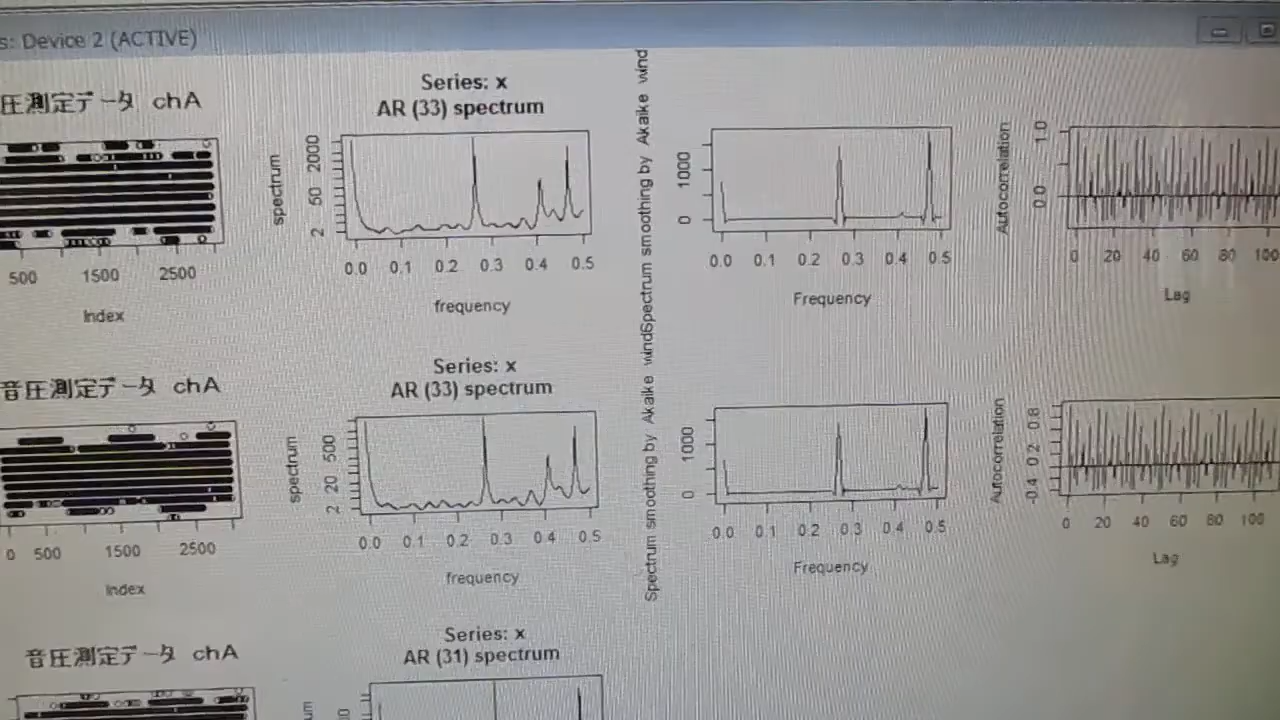 s: Device 2 (ACTIVE)
圧測定データ chA
500 1500 2500
Index
Series: x
AR (33) spectrum
spectrum
2 50 2000
0.0 0.1 0.2 0.3 0.4 0.5
frequency
Spectrum smoothing by Akaike wind
0 1000
0.0 0.1 0.2 0.3 0.4 0.5
Frequency
Autocorrelation
0.0 1.0
0 20 40 60 80 100
Lag
音圧測定データ chA
0 500 1500 2500
Index
Series: x
AR (33) spectrum
spectrum
2 20 500
0.0 0.1 0.2 0.3 0.4 0.5
frequency
Spectrum smoothing by Akaike wind
0 1000
0.0 0.1 0.2 0.3 0.4 0.5
Frequency
Autocorrelation
-0.4 0.2 0.8
0 20 40 60 80 100
Lag
音圧測定データ chA
Series: x
AR (31) spectrum